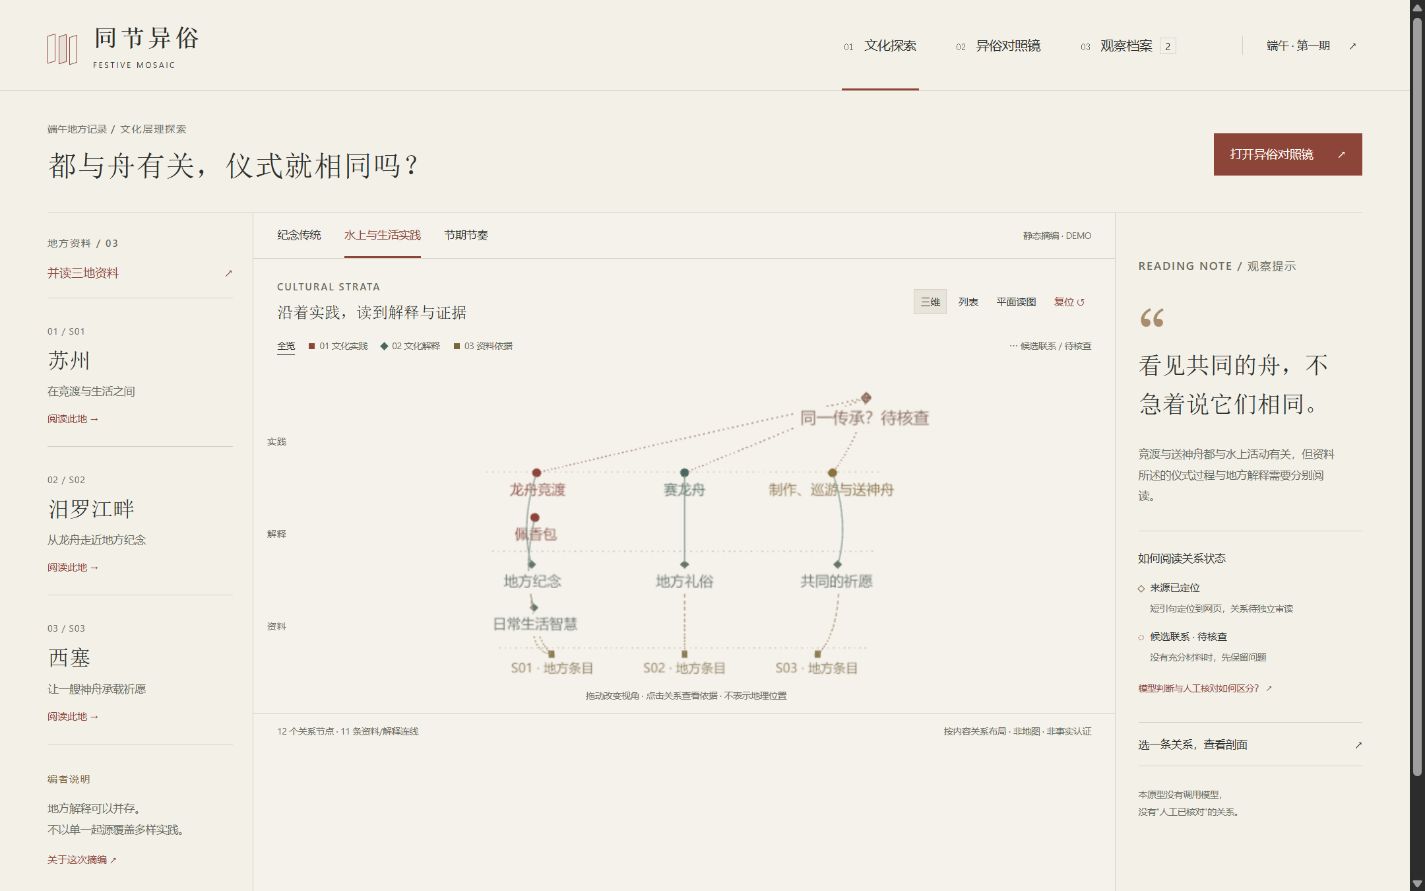 同节异俗
FESTIVE MOSAIC
01 文化探索
02 异俗对照镜
03 观察档案 2
端午 · 第一期 ↗
端午地方记录 / 文化层理探索
都与舟有关，仪式就相同吗？
打开异俗对照镜 ↗
地方资料 / 03
并读三地资料 ↗
01 / S01
苏州
在竞渡与生活之间
阅读此地 →
02 / S02
汨罗江畔
从龙舟走近地方纪念
阅读此地 →
03 / S03
西塞
让一艘神舟承载祈愿
阅读此地 →
编者说明
地方解释可以并存。
不以单一起源覆盖多样实践。
关于这次摘编 ↗
纪念传统 水上与生活实践 节期节奏
静态摘编 · DEMO
CULTURAL STRATA
沿着实践，读到解释与证据
三维 列表 平面读图 复位 ↺
全览 01 文化实践 02 文化解释 03 资料依据
··· 候选联系 / 待核查
同一传承？待核查
实践
龙舟竞渡 赛龙舟 制作、巡游与送神舟
佩香包
解释
地方纪念 地方礼俗 共同的祈愿
日常生活智慧
资料
S01 · 地方条目 S02 · 地方条目 S03 · 地方条目
拖动改变视角 · 点击关系查看依据 · 不表示地理位置
12 个关系节点 · 11 条资料/解释连线
按内容关系布局 · 非地图 · 非事实认证
READING NOTE / 观察提示
“
看见共同的舟，不
急着说它们相同。
竞渡与送神舟都与水上活动有关，但资料
所述的仪式过程与地方解释需要分别阅
读。
如何阅读关系状态
来源已定位
短引句定位到网页，关系待独立审读
候选联系 · 待核查
没有充分材料时，先保留问题
模型判断与人工核对如何区分？ ↗
选一条关系，查看剖面 ↗
本原型没有调用模型，
没有“人工已核对”的关系。